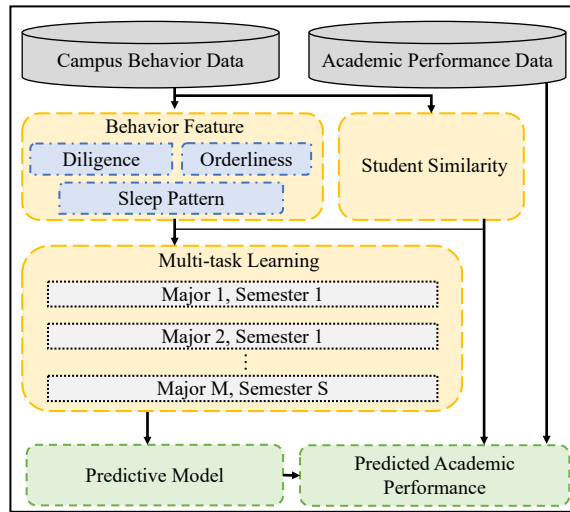 Campus Behavior Data
Academic Performance Data
Behavior Feature
Diligence
Orderliness
Sleep Pattern
Student Similarity
Multi-task Learning
Major 1, Semester 1
Major 2, Semester 1
⋮
Major M, Semester S
Predictive Model
Predicted Academic
Performance